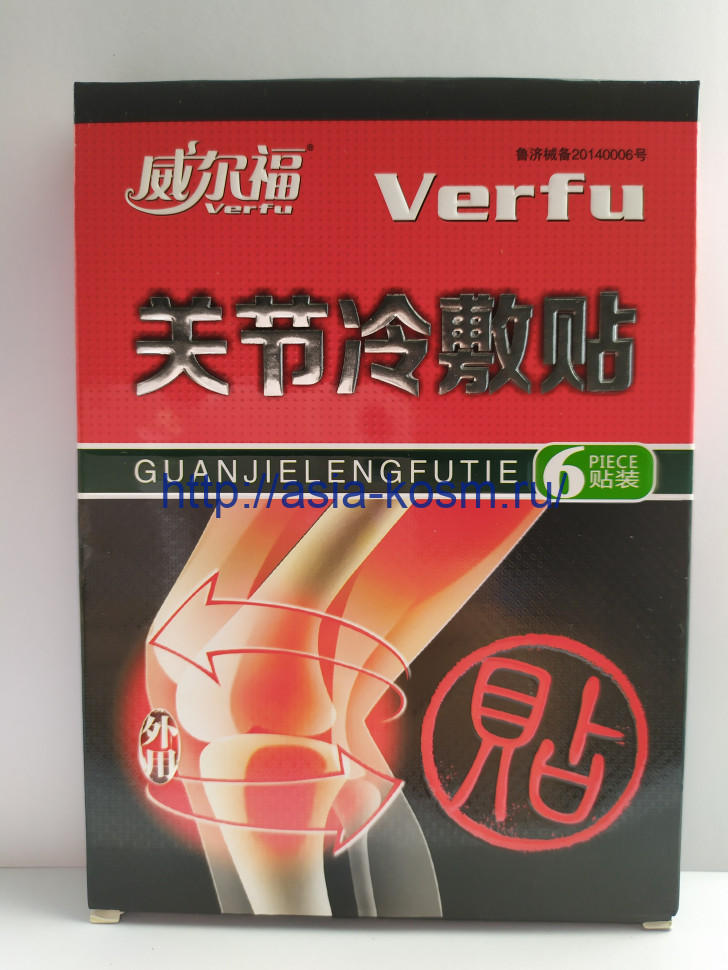 鲁济械备20140006号
威尔福®
Verfu
Verfu
关节冷敷贴
GUANJIELENGFUTIE
6 PIECE
贴装
http://asia-kosm.ru/
外用
貼